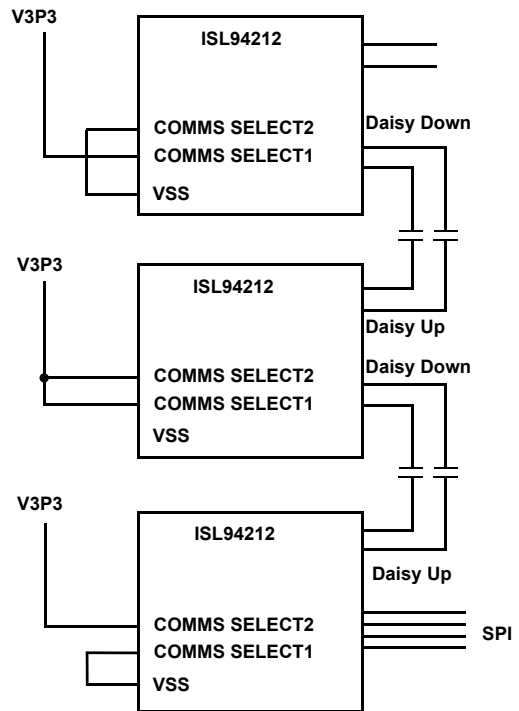 V3P3
ISL94212
COMMS SELECT2
COMMS SELECT1
VSS
Daisy Down
V3P3
ISL94212
Daisy Up
Daisy Down
COMMS SELECT2
COMMS SELECT1
VSS
V3P3
ISL94212
Daisy Up
COMMS SELECT2
COMMS SELECT1
VSS
SPI